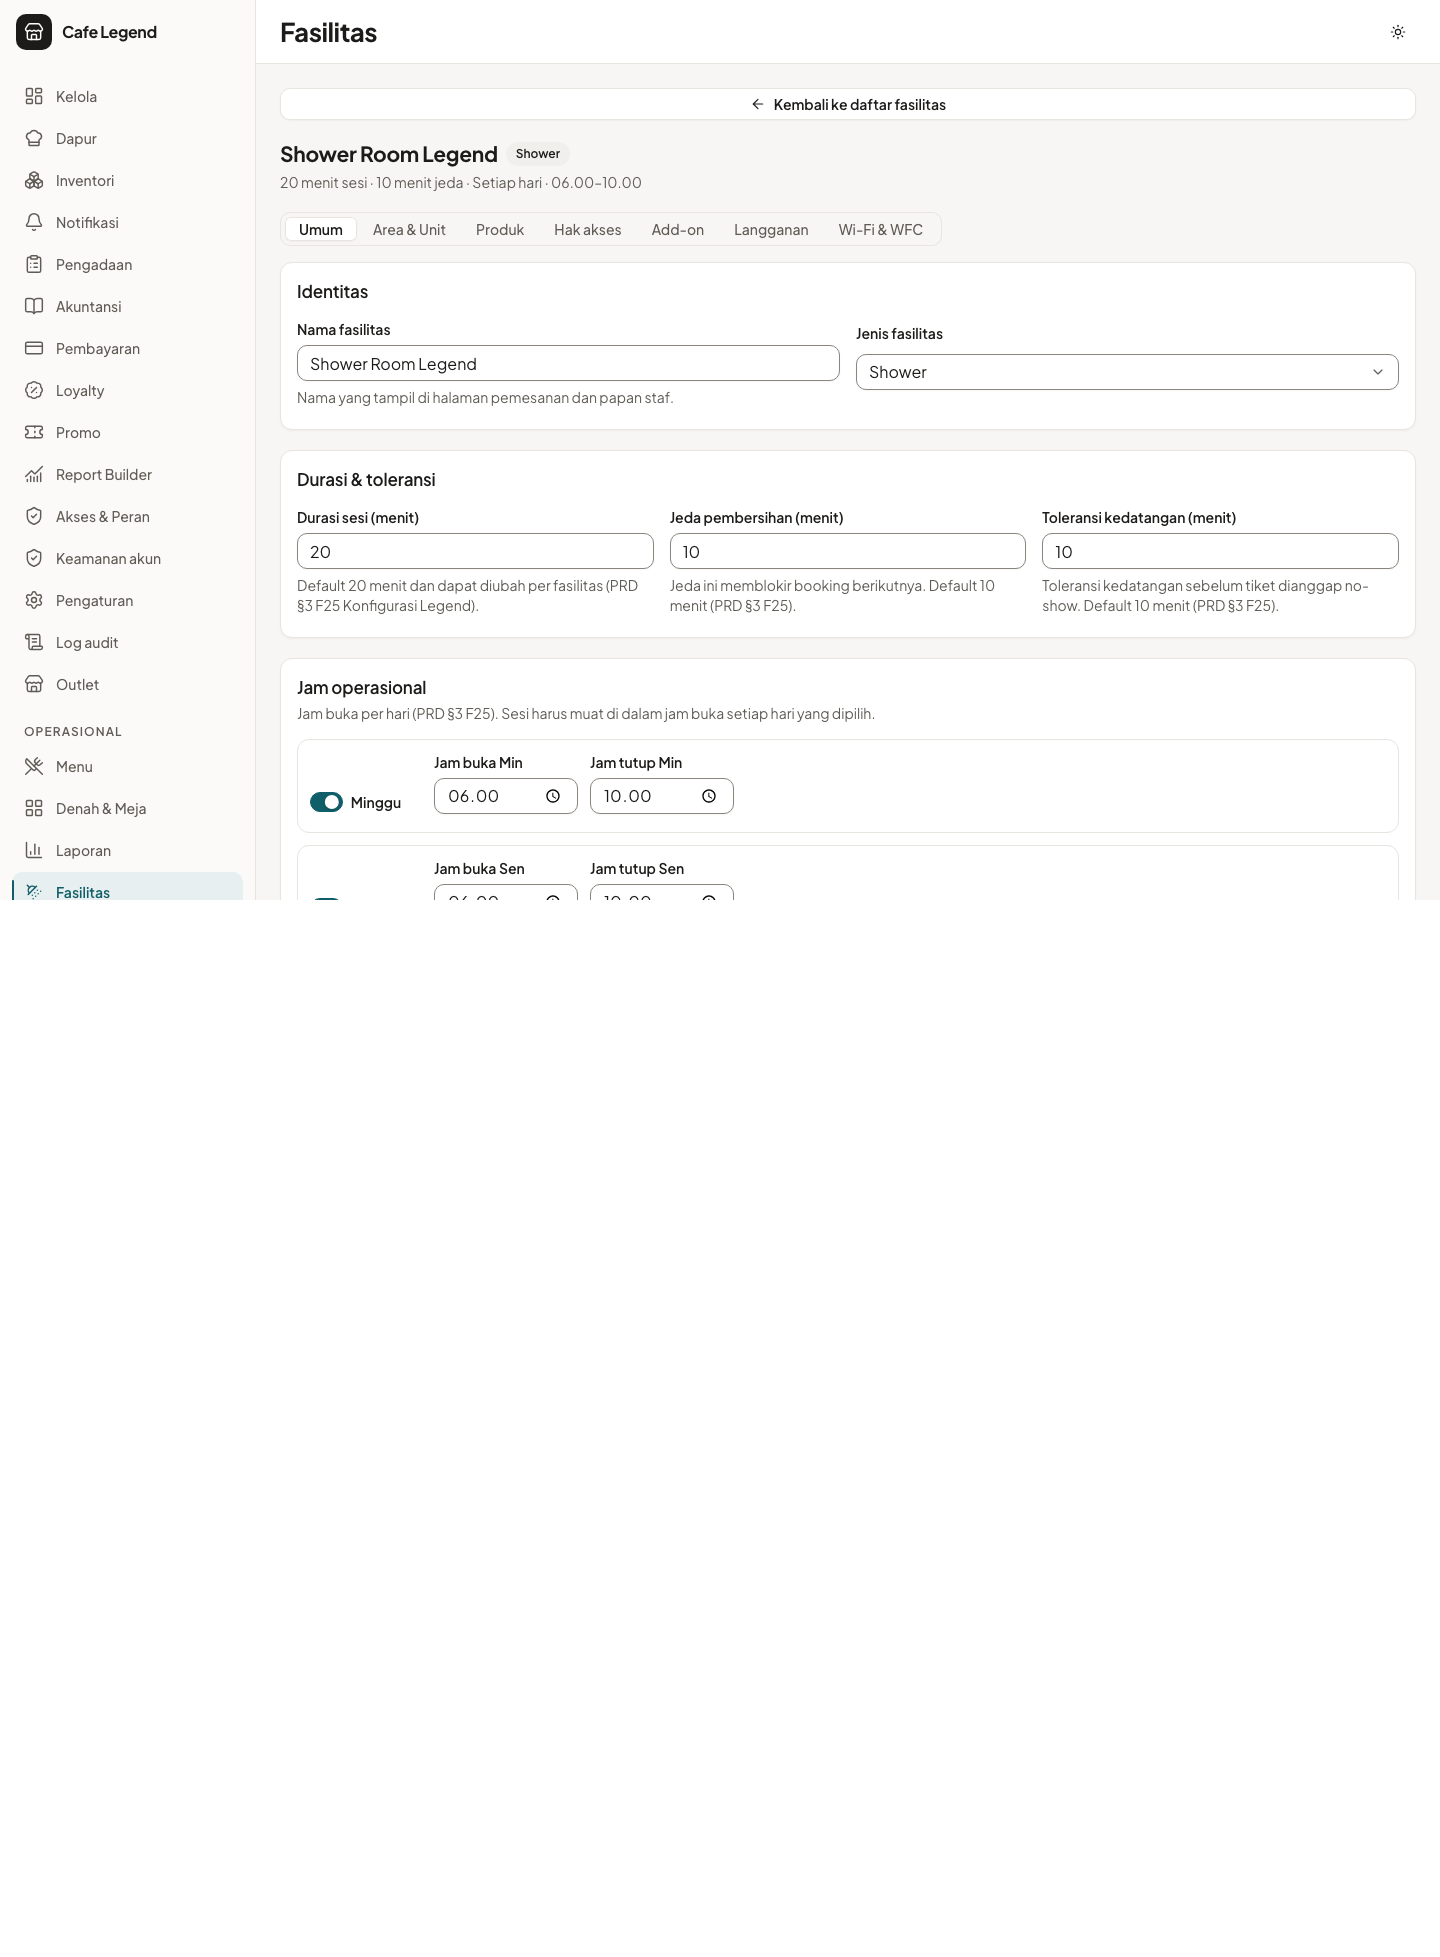 Cafe Legend
Kelola
Dapur
Inventori
Notifikasi
Pengadaan
Akuntansi
Pembayaran
Loyalty
Promo
Report Builder
Akses & Peran
Keamanan akun
Pengaturan
Log audit
Outlet
OPERASIONAL
Menu
Denah & Meja
Laporan
Fasilitas
Fasilitas
Kembali ke daftar fasilitas
Shower Room Legend Shower
20 menit sesi · 10 menit jeda · Setiap hari · 06.00–10.00
Umum Area & Unit Produk Hak akses Add-on Langganan Wi-Fi & WFC
Identitas
Nama fasilitas
Shower Room Legend
Nama yang tampil di halaman pemesanan dan papan staf.
Jenis fasilitas
Shower
Durasi & toleransi
Durasi sesi (menit)
20
Default 20 menit dan dapat diubah per fasilitas (PRD
§3 F25 Konfigurasi Legend).
Jeda pembersihan (menit)
10
Jeda ini memblokir booking berikutnya. Default 10
menit (PRD §3 F25).
Toleransi kedatangan (menit)
10
Toleransi kedatangan sebelum tiket dianggap no-
show. Default 10 menit (PRD §3 F25).
Jam operasional
Jam buka per hari (PRD §3 F25). Sesi harus muat di dalam jam buka setiap hari yang dipilih.
Minggu
Jam buka Min
06.00
Jam tutup Min
10.00
Jam buka Sen
06.00
Jam tutup Sen
10.00